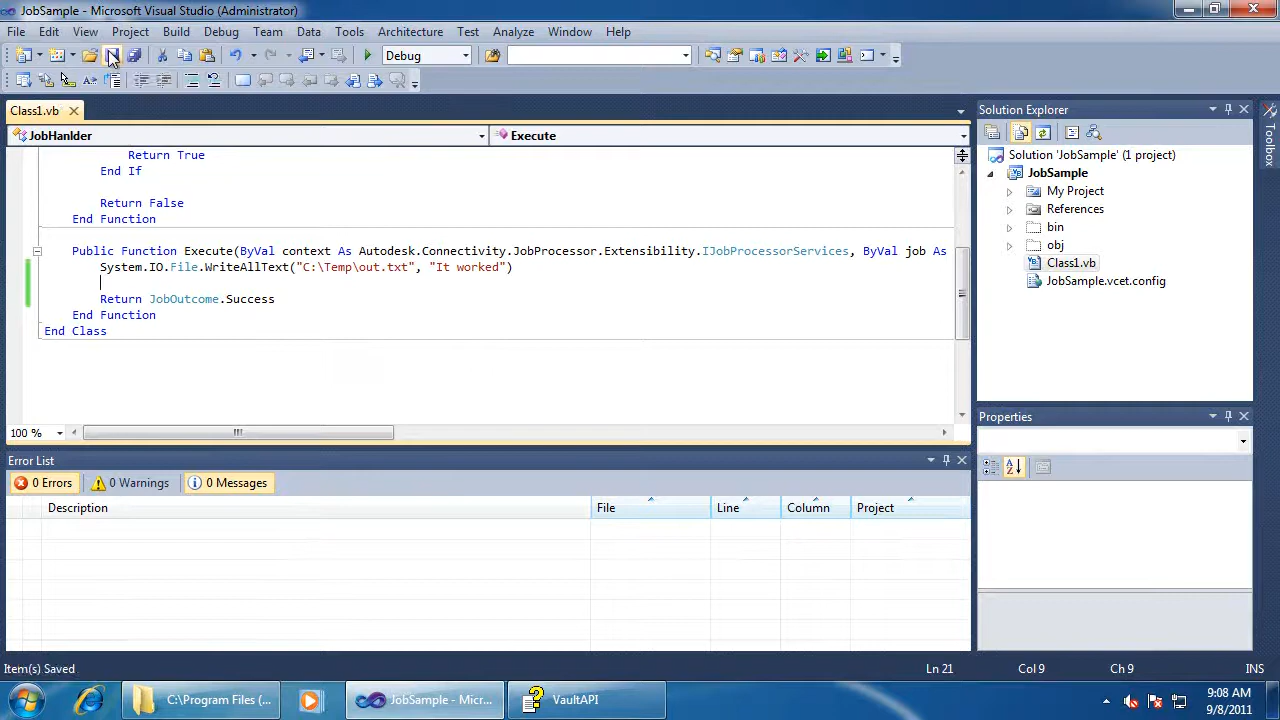 JobSample - Microsoft Visual Studio (Administrator)
File Edit View Project Build Debug Team Data Tools Architecture Test Analyze Window Help
Debug
Class1.vb
JobHanlder Execute
Return True
End If
Return False
End Function
Public Function Execute(ByVal context As Autodesk.Connectivity.JobProcessor.Extensibility.IJobProcessorServices, ByVal job As
System.IO.File.WriteAllText("C:\Temp\out.txt", "It worked")
Return JobOutcome.Success
End Function
End Class
100 %
Solution Explorer
Solution 'JobSample' (1 project)
JobSample
My Project
References
bin
obj
Class1.vb
JobSample.vcet.config
Toolbox
Properties
Error List
0 Errors 0 Warnings 0 Messages
Description File Line Column Project
Item(s) Saved Ln 21 Col 9 Ch 9 INS
C:\Program Files (... JobSample - Micr... VaultAPI
9:08 AM
9/8/2011